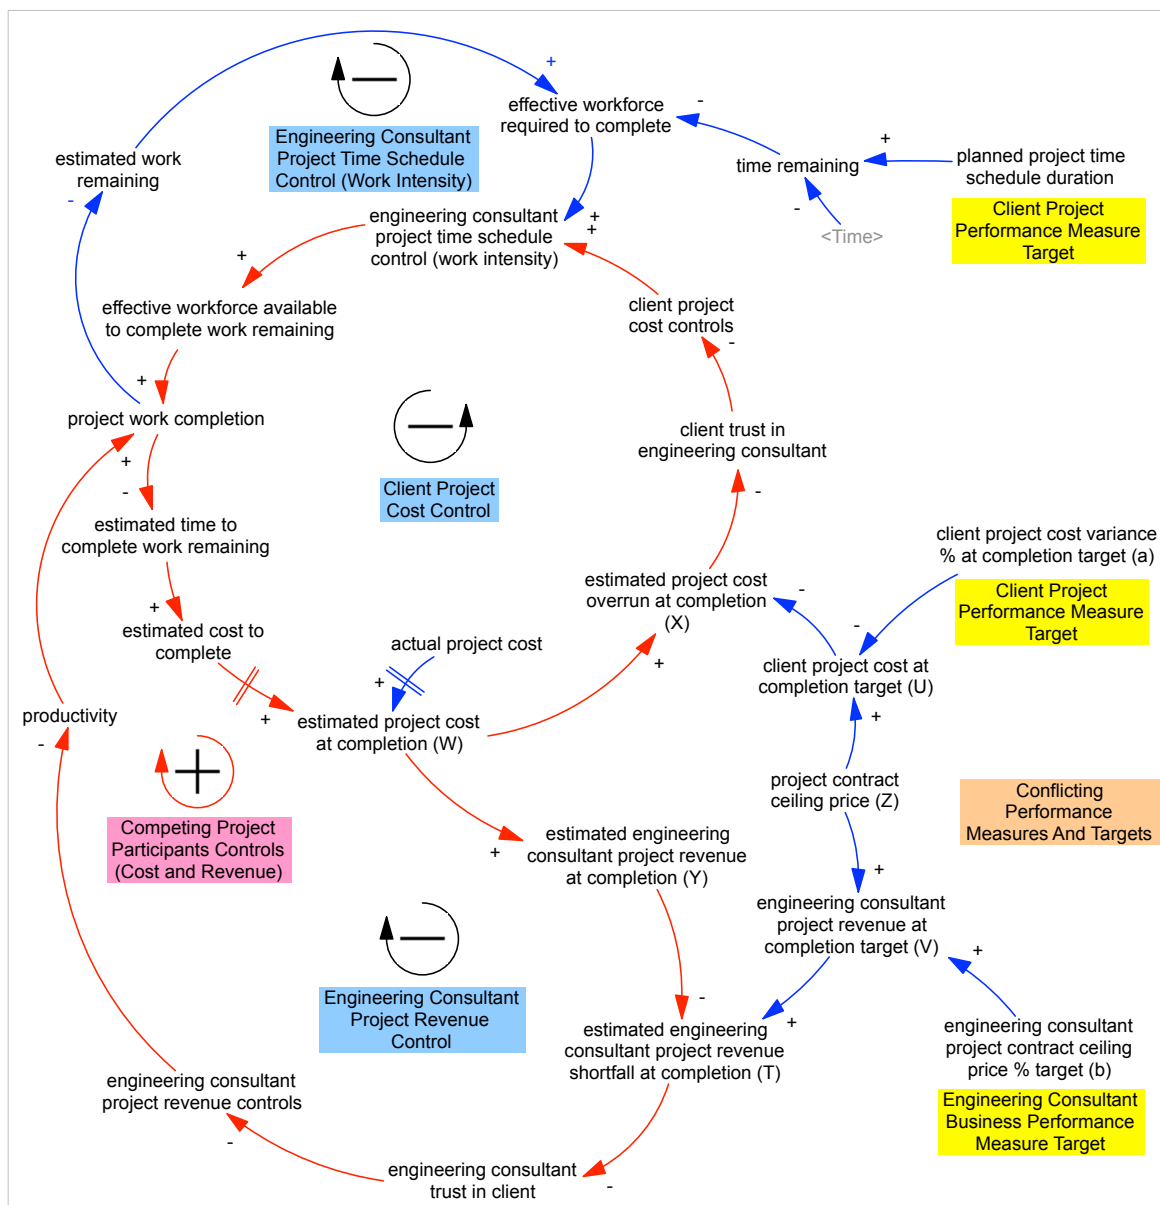 effective workforce
required to complete
Engineering Consultant
Project Time Schedule
Control (Work Intensity)
estimated work
remaining
time remaining
planned project time
schedule duration
Client Project
Performance Measure
Target
<Time>
engineering consultant
project time schedule
control (work intensity)
effective workforce available
to complete work remaining
client project
cost controls
project work completion
client trust in
engineering consultant
Client Project
Cost Control
estimated time to
complete work remaining
client project cost variance
% at completion target (a)
Client Project
Performance Measure
Target
estimated project cost
overrun at completion
(X)
estimated cost to
complete
actual project cost
client project cost at
completion target (U)
productivity
estimated project cost
at completion (W)
Competing Project
Participants Controls
(Cost and Revenue)
project contract
ceiling price (Z)
Conflicting
Performance
Measures And Targets
estimated engineering
consultant project revenue
at completion (Y)
engineering consultant
project revenue at
completion target (V)
Engineering Consultant
Project Revenue
Control
estimated engineering
consultant project revenue
shortfall at completion (T)
engineering consultant
project contract ceiling
price % target (b)
Engineering Consultant
Business Performance
Measure Target
engineering consultant
project revenue controls
engineering consultant
trust in client